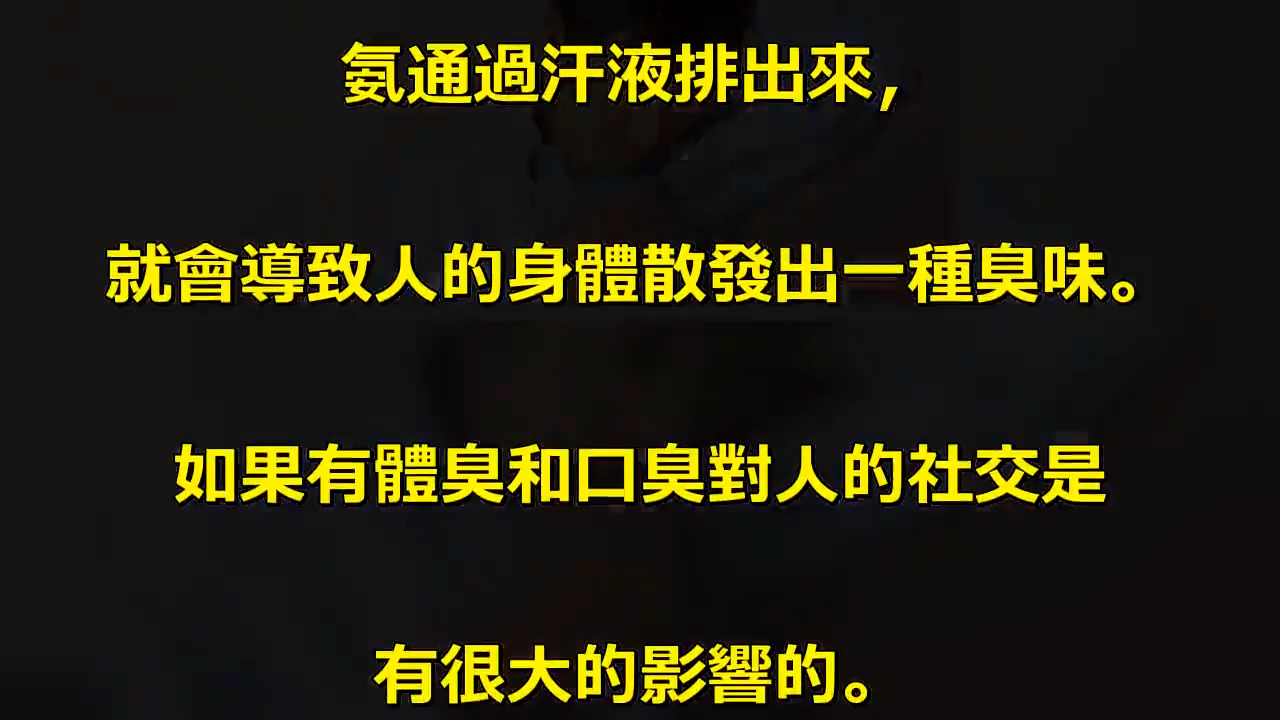 氨通過汗液排出來,
就會導致人的身體散發出一種臭味。
如果有體臭和口臭對人的社交是
有很大的影響的。